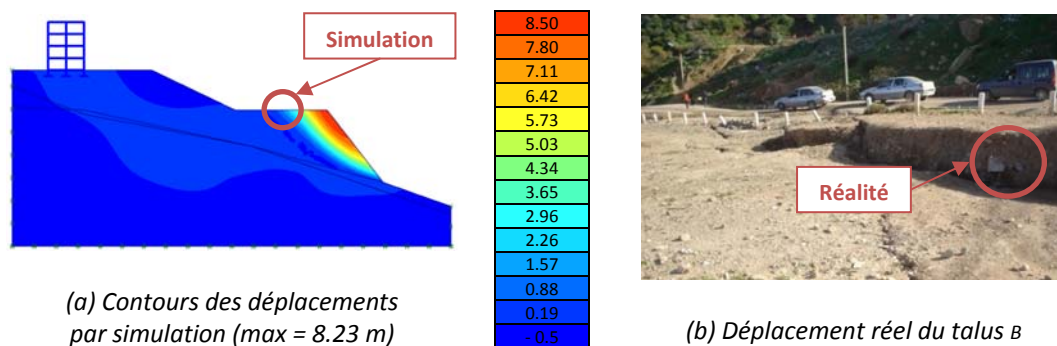 Simulation
8.50
7.80
7.11
6.42
5.73
5.03
4.34
3.65
2.96
2.26
1.57
0.88
0.19
- 0.5
Réalité
(a) Contours des déplacements
par simulation (max = 8.23 m)
(b) Déplacement réel du talus B